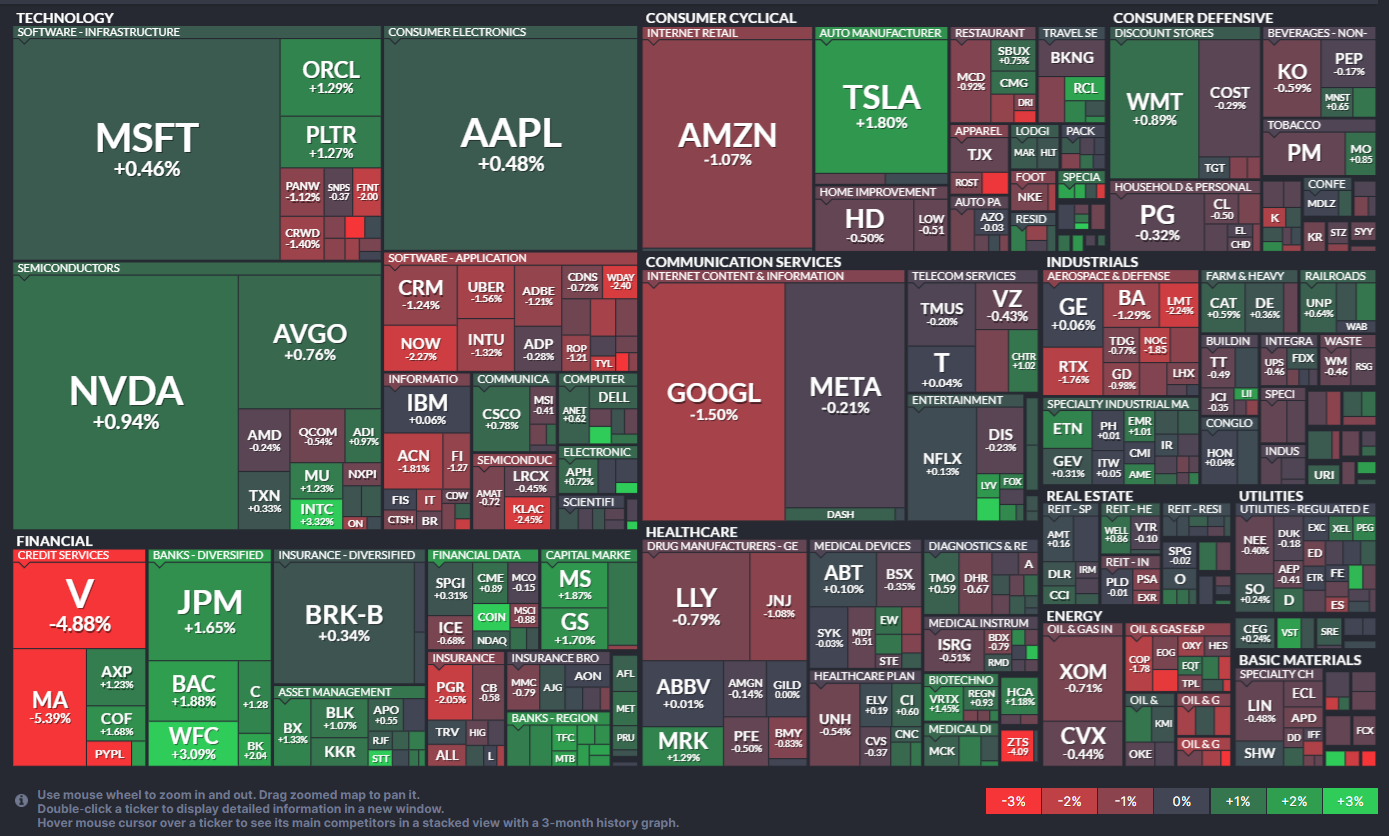 TECHNOLOGY
SOFTWARE - INFRASTRUCTURE
MSFT
+0.46%
ORCL
+1.29%
PLTR
+1.27%
PANW
-1.12%
SNPS
-0.37
FTNT
-2.00
CRWD
-1.40%
CONSUMER ELECTRONICS
AAPL
+0.48%
SEMICONDUCTORS
NVDA
+0.94%
AVGO
+0.76%
AMD
-0.24%
QCOM
-0.54%
ADI
+0.97%
TXN
+0.33%
MU
+1.23%
NXPI
INTC
+3.32%
ON
SOFTWARE - APPLICATION
CRM
-1.24%
UBER
-1.56%
ADBE
-1.21%
CDNS
-0.72%
WDAY
-2.40
NOW
-2.27%
INTU
-1.32%
ADP
-0.28%
ROP
-1.21
TYL
INFORMATIO
IBM
+0.06%
ACN
-1.81%
FI
-1.27
FIS
IT
CDW
CTSH
BR
COMMUNICA
CSCO
+0.78%
MSI
-0.41
SEMICONDUC
AMAT
-0.72
LRCX
-0.45%
KLAC
-2.45%
COMPUTER
ANET
+0.62
DELL
ELECTRONIC
APH
+0.72%
SCIENTIFI
CONSUMER CYCLICAL
INTERNET RETAIL
AMZN
-1.07%
AUTO MANUFACTURER
TSLA
+1.80%
HOME IMPROVEMENT
HD
-0.50%
LOW
-0.51
RESTAURANT
MCD
-0.92%
SBUX
+0.75%
CMG
DRI
TRAVEL SE
BKNG
RCL
APPAREL
TJX
ROST
LODGI
MAR
HLT
PACK
FOOT
NKE
SPECIA
AUTO PA
AZO
-0.03
RESID
CONSUMER DEFENSIVE
DISCOUNT STORES
WMT
+0.89%
COST
-0.29%
TGT
BEVERAGES - NON-
KO
-0.59%
PEP
-0.17%
MNST
+0.65
TOBACCO
PM
MO
+0.85
HOUSEHOLD & PERSONAL
PG
-0.32%
CL
-0.50
EL
CHD
K
CONFE
MDLZ
KR
STZ
SYY
COMMUNICATION SERVICES
INTERNET CONTENT & INFORMATION
GOOGL
-1.50%
META
-0.21%
DASH
TELECOM SERVICES
TMUS
-0.20%
VZ
-0.43%
T
+0.04%
CHTR
+1.02
ENTERTAINMENT
NFLX
+0.13%
DIS
-0.23%
LYV
FOX
INDUSTRIALS
AEROSPACE & DEFENSE
GE
+0.06%
BA
-1.29%
LMT
-2.24%
RTX
-1.76%
TDG
-0.77%
NOC
-1.85
GD
-0.98%
LHX
FARM & HEAVY
CAT
+0.59%
DE
+0.36%
RAILROADS
UNP
+0.64%
WAB
BUILDIN
TT
-0.49
JCI
-0.35
LII
INTEGRA
UPS
-0.46
FDX
WASTE
WM
-0.46
RSG
SPECIALTY INDUSTRIAL MA
ETN
PH
+0.01
EMR
+1.01
GEV
+0.31%
ITW
+0.05
CMI
IR
AME
SPECI
CONGLO
HON
+0.04%
INDUS
URI
FINANCIAL
CREDIT SERVICES
V
-4.88%
MA
-5.39%
AXP
+1.23%
COF
+1.68%
PYPL
BANKS - DIVERSIFIED
JPM
+1.65%
BAC
+1.88%
C
+1.28
WFC
+3.09%
BK
+2.04
INSURANCE - DIVERSIFIED
BRK-B
+0.34%
ASSET MANAGEMENT
BX
+1.33%
BLK
+1.07%
APO
+0.55
KKR
RJF
STT
FINANCIAL DATA
SPGI
+0.31%
CME
+0.89
MCO
-0.15
ICE
-0.68%
COIN
MSCI
-0.88
NDAQ
CAPITAL MARKE
MS
+1.87%
GS
+1.70%
INSURANCE
PGR
-2.05%
CB
-0.58
TRV
HIG
ALL
L
INSURANCE BRO
MMC
-0.79
AJG
AON
BANKS - REGION
TFC
MTB
AFL
MET
PRU
HEALTHCARE
DRUG MANUFACTURERS - GE
LLY
-0.79%
JNJ
-1.08%
ABBV
+0.01%
AMGN
-0.14%
GILD
0.00%
MRK
+1.29%
PFE
-0.50%
BMY
-0.83%
MEDICAL DEVICES
ABT
+0.10%
BSX
-0.35%
SYK
-0.03%
MDT
-0.51
EW
STE
HEALTHCARE PLAN
UNH
-0.54%
ELV
+0.19
CI
+0.60
CVS
-0.37
CNC
DIAGNOSTICS & RE
TMO
+0.59
DHR
-0.67
A
MEDICAL INSTRUM
ISRG
-0.51%
BDX
-0.79
RMD
BIOTECHNO
VRTX
+1.45%
REGN
+0.93
HCA
+1.18%
MEDICAL DI
MCK
ZTS
-4.09
REAL ESTATE
REIT - SP
AMT
+0.16
DLR
IRM
CCI
REIT - HE
WELL
+0.86
VTR
-0.10
REIT - IN
PLD
-0.01
PSA
EXR
REIT - RESI
SPG
-0.02
O
UTILITIES
UTILITIES - REGULATED E
NEE
-0.40%
DUK
-0.18
EXC
XEL
PEG
ED
SO
+0.24%
AEP
-0.41
ETR
FE
D
ES
CEG
+0.24%
VST
SRE
ENERGY
OIL & GAS IN
XOM
-0.71%
CVX
-0.44%
OIL & GAS E&P
COP
-1.78
EOG
OXY
HES
EQT
TPL
OIL &
KMI
OKE
OIL & G
OIL & G
BASIC MATERIALS
SPECIALTY CH
LIN
-0.48%
ECL
APD
DD
IFF
SHW
FCX
Use mouse wheel to zoom in and out. Drag zoomed map to pan it.
Double-click a ticker to display detailed information in a new window.
Hover mouse cursor over a ticker to see its main competitors in a stacked view with a 3-month history graph.
-3%
-2%
-1%
0%
+1%
+2%
+3%